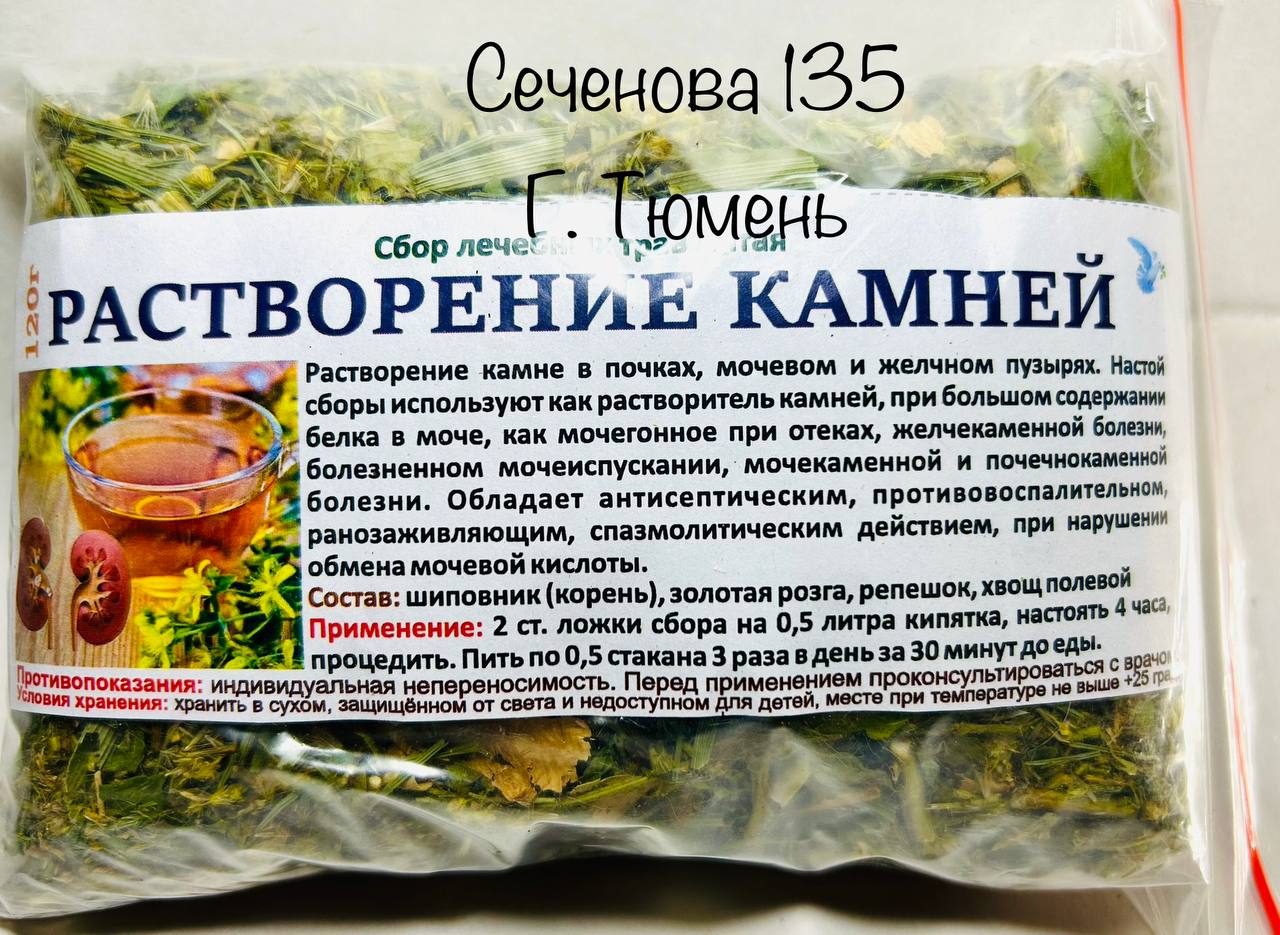 Сеченова 135
Г. Тюмень
Сбор
120г
РАСТВОРЕНИЕ КАМНЕЙ
Растворение камне в почках, мочевом и желчном пузырях. Настой
сборы используют как растворитель камней, при большом содержании
белка в моче, как мочегонное при отеках, желчекаменной болезни,
болезненном мочеиспускании, мочекаменной и почечнокаменной
болезни. Обладает антисептическим, противовоспалительном,
ранозаживляющим, спазмолитическим действием, при нарушении
обмена мочевой кислоты.
Состав: шиповник (корень), золотая розга, репешок, хвощ полевой
Применение: 2 ст. ложки сбора на 0,5 литра кипятка, настоять 4 часа,
процедить. Пить по 0,5 стакана 3 раза в день за 30 минут до еды.
Противопоказания: индивидуальная непереносимость. Перед применением проконсультироваться с врачом
Условия хранения: хранить в сухом, защищённом от света и недоступном для детей, месте при температуре не выше +25 гра